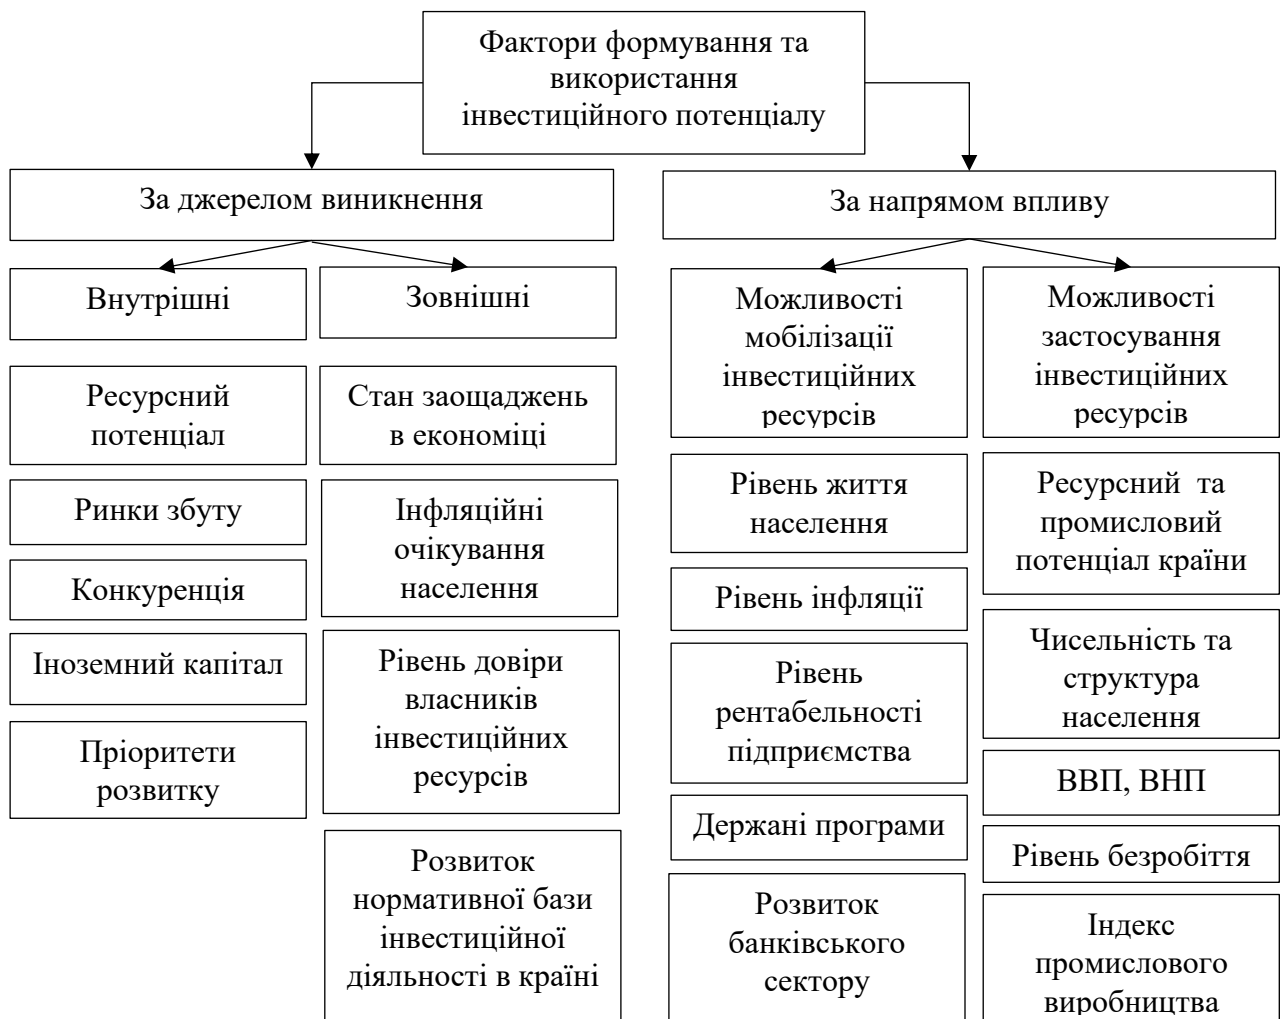 Фактори формування та
використання
інвестиційного потенціалу
За джерелом виникнення
За напрямом впливу
Внутрішні
Зовнішні
Можливості
мобілізації
інвестиційних
ресурсів
Можливості
застосування
інвестиційних
ресурсів
Ресурсний
потенціал
Ринки збуту
Конкуренція
Іноземний капітал
Пріоритети
розвитку
Стан заощаджень
в економіці
Інфляційні
очікування
населення
Рівень довіри
власників
інвестиційних
ресурсів
Розвиток
нормативної бази
інвестиційної
діяльності в країні
Рівень життя
населення
Рівень інфляції
Рівень
рентабельності
підприємства
Держані програми
Розвиток
банківського
сектору
Ресурсний та
промисловий
потенціал країни
Чисельність та
структура
населення
ВВП, ВНП
Рівень безробіття
Індекс
промислового
виробництва